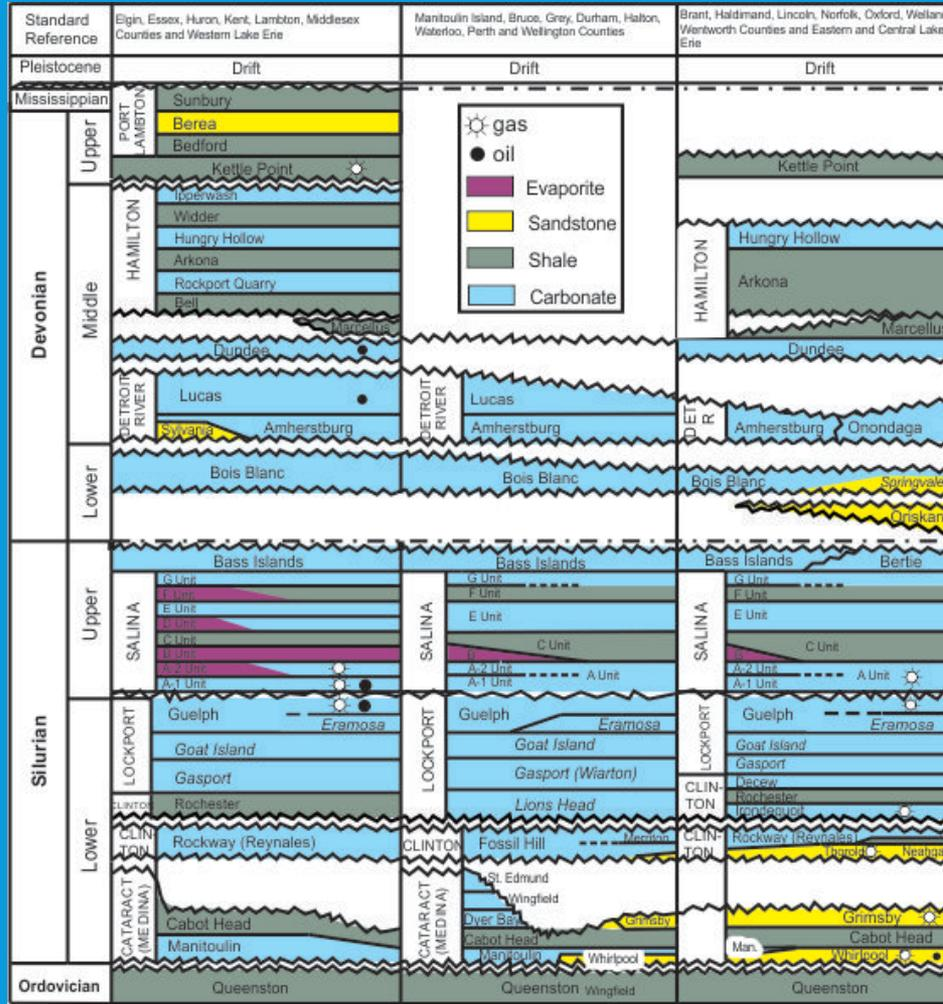 Standard
Reference
Elgin, Essex, Huron, Kent, Lambton, Middlesex
Counties and Western Lake Erie
Manitoulin Island, Bruce, Grey, Durham, Halton,
Waterloo, Perth and Wellington Counties
Brant, Haldimand, Lincoln, Norfolk, Oxford, Wellan
Wentworth Counties and Eastern and Central Lake
Erie
Pleistocene
Drift
Drift
Drift
Mississippian
Devonian
Upper
Middle
Lower
Silurian
Upper
Lower
Ordovician
PORT
LAMBTON
Sunbury
Berea
Bedford
Kettle Point
HAMILTON
Ipperwash
Widder
Hungry Hollow
Arkona
Rockport Quarry
Bell
Marcellus
Dundee
DETROIT
RIVER
Lucas
Sylvania
Amherstburg
Bois Blanc
Bass Islands
SALINA
G Unit
F Unit
E Unit
D Unit
C Unit
B Unit
A-2 Unit
A-1 Unit
LOCKPORT
Guelph
Eramosa
Goat Island
Gasport
CLINTON
Rochester
CLIN-
TON
Rockway (Reynales)
CATARACT
(MEDINA)
Cabot Head
Manitoulin
Queenston
gas
oil
Evaporite
Sandstone
Shale
Carbonate
DETROIT
RIVER
Lucas
Amherstburg
Bois Blanc
Bass Islands
SALINA
G Unit
F Unit
E Unit
C Unit
B
A-2 Unit
A-1 Unit
A Unit
LOCKPORT
Guelph
Eramosa
Goat Island
Gasport (Wiarton)
Lions Head
CLINTON
Fossil Hill
Merritton
CATARACT
(MEDINA)
St. Edmund
Wingfield
Dyer Bay
Grimsby
Cabot Head
Manitoulin
Whirlpool
Queenston
Wingfield
Kettle Point
HAMILTON
Hungry Hollow
Arkona
Marcellus
Dundee
DET
R
Amherstburg
Onondaga
Bois Blanc
Springvale
Oriskan
Bass Islands
Bertie
SALINA
G Unit
F Unit
E Unit
C Unit
B
A-2 Unit
A-1 Unit
A Unit
LOCKPORT
Guelph
Eramosa
Goat Island
Gasport
CLIN-
TON
Decew
Rochester
Irondequoit
CLIN-
TON
Rockway (Reynales)
Thorold
Neahga
Grimsby
Cabot Head
Man.
Whirlpool
Queenston